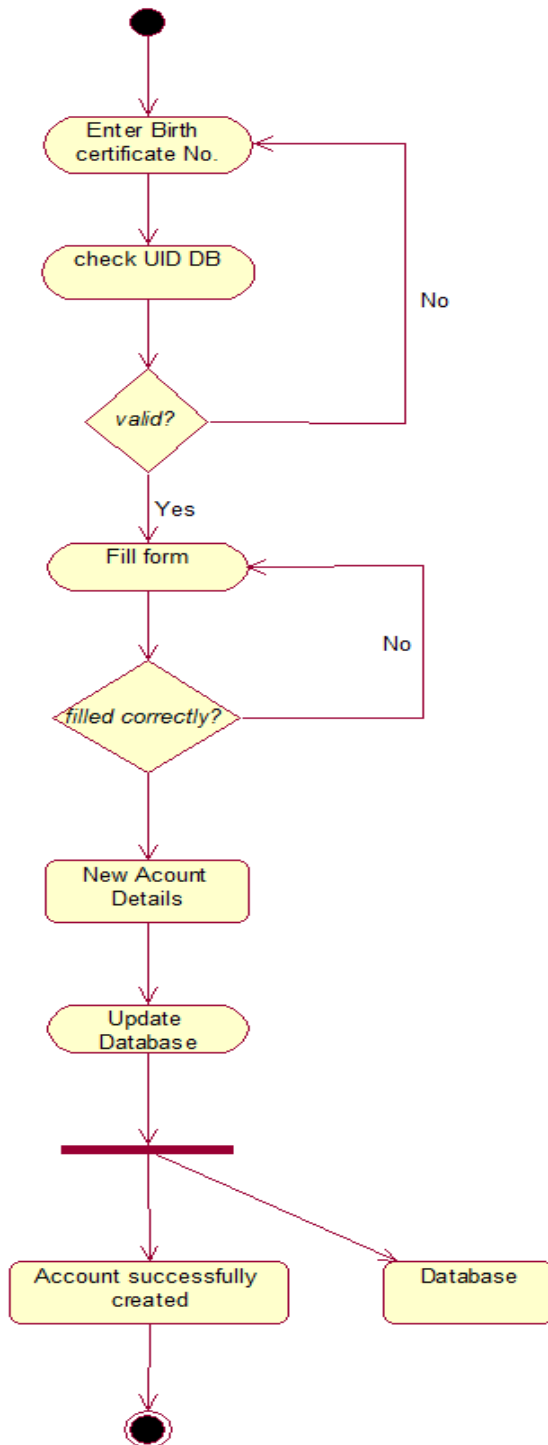 Enter Birth
certificate No.
check UID DB
No
valid?
Yes
Fill form
No
filled correctly?
New Acount
Details
Update
Database
Account successfully
created
Database